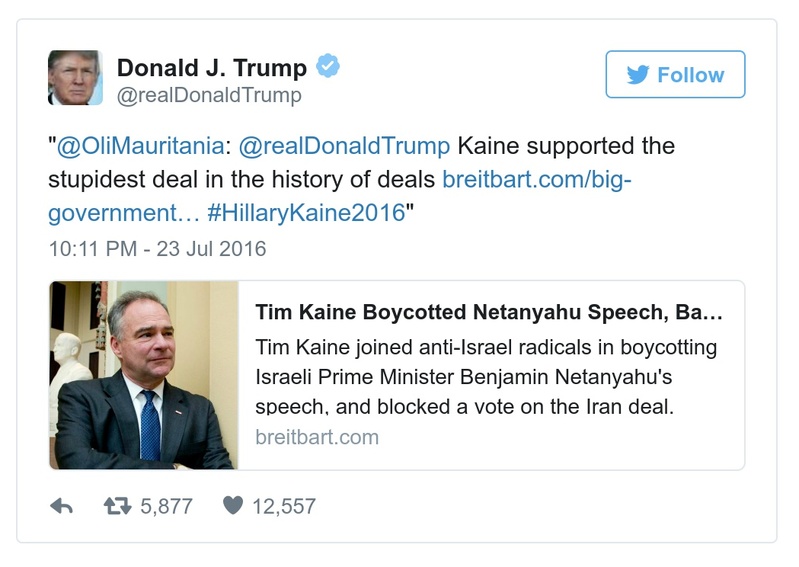 Donald J. Trump
@realDonaldTrump
Follow
"@OliMauritania: @realDonaldTrump Kaine supported the
stupidest deal in the history of deals breitbart.com/big-
government… #HillaryKaine2016"
10:11 PM - 23 Jul 2016
Tim Kaine Boycotted Netanyahu Speech, Ba…
Tim Kaine joined anti-Israel radicals in boycotting
Israeli Prime Minister Benjamin Netanyahu's
speech, and blocked a vote on the Iran deal.
breitbart.com
5,877 12,557